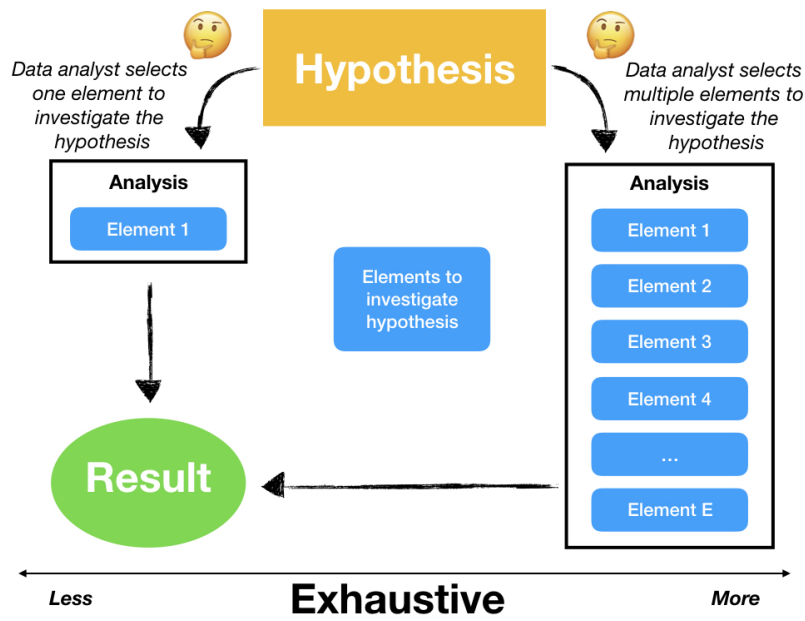 Hypothesis
Data analyst selects
one element to
investigate the
hypothesis
Data analyst selects
multiple elements to
investigate the
hypothesis
Analysis
Element 1
Elements to
investigate
hypothesis
Analysis
Element 1
Element 2
Element 3
Element 4
...
Element E
Result
Less
Exhaustive
More